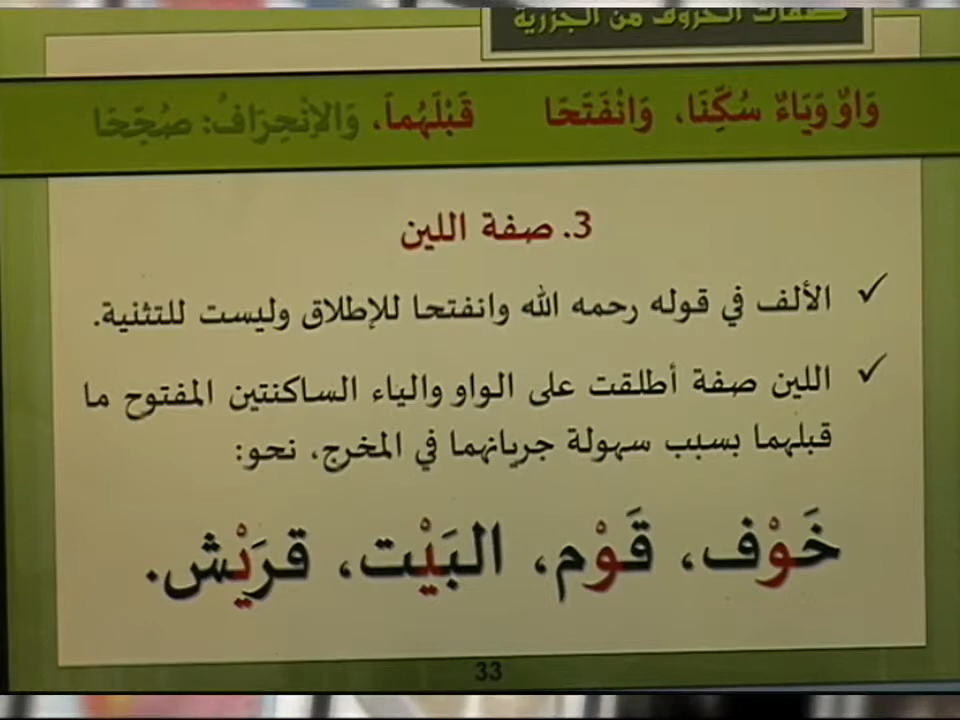 صفات الحروف من الجزرية
وَاوٌ وَيَاءٌ سُكِّنَا، وَانْفَتَحَا قَبْلَهُماَ، وَالاِنْحِرَافُ: صُحِّحَا
3. صفة اللين
✓ الألف في قوله رحمه الله وانفتحا للإطلاق وليست للتثنية.
✓ اللين صفة أطلقت على الواو والياء الساكنتين المفتوح ما
قبلهما بسبب سهولة جريانهما في المخرج، نحو:
خَوْف، قَوْم، البَيْت، قرَيْش.
33